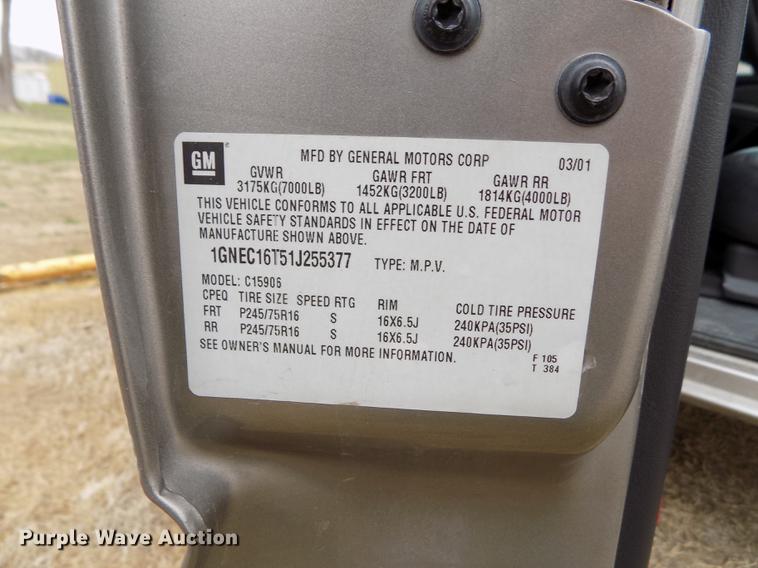 GM
MFD BY GENERAL MOTORS CORP 03/01
GVWR GAWR FRT GAWR RR
3175KG(7000LB) 1452KG(3200LB) 1814KG(4000LB)
THIS VEHICLE CONFORMS TO ALL APPLICABLE U.S. FEDERAL MOTOR
VEHICLE SAFETY STANDARDS IN EFFECT ON THE DATE OF
MANUFACTURE SHOWN ABOVE.
1GNEC16T51J255377 TYPE: M.P.V.
MODEL: C15906
CPEQ TIRE SIZE SPEED RTG RIM COLD TIRE PRESSURE
FRT P245/75R16 S 16X6.5J 240KPA(35PSI)
RR P245/75R16 S 16X6.5J 240KPA(35PSI)
SEE OWNER'S MANUAL FOR MORE INFORMATION.
F 105
T 384
Purple Wave Auction